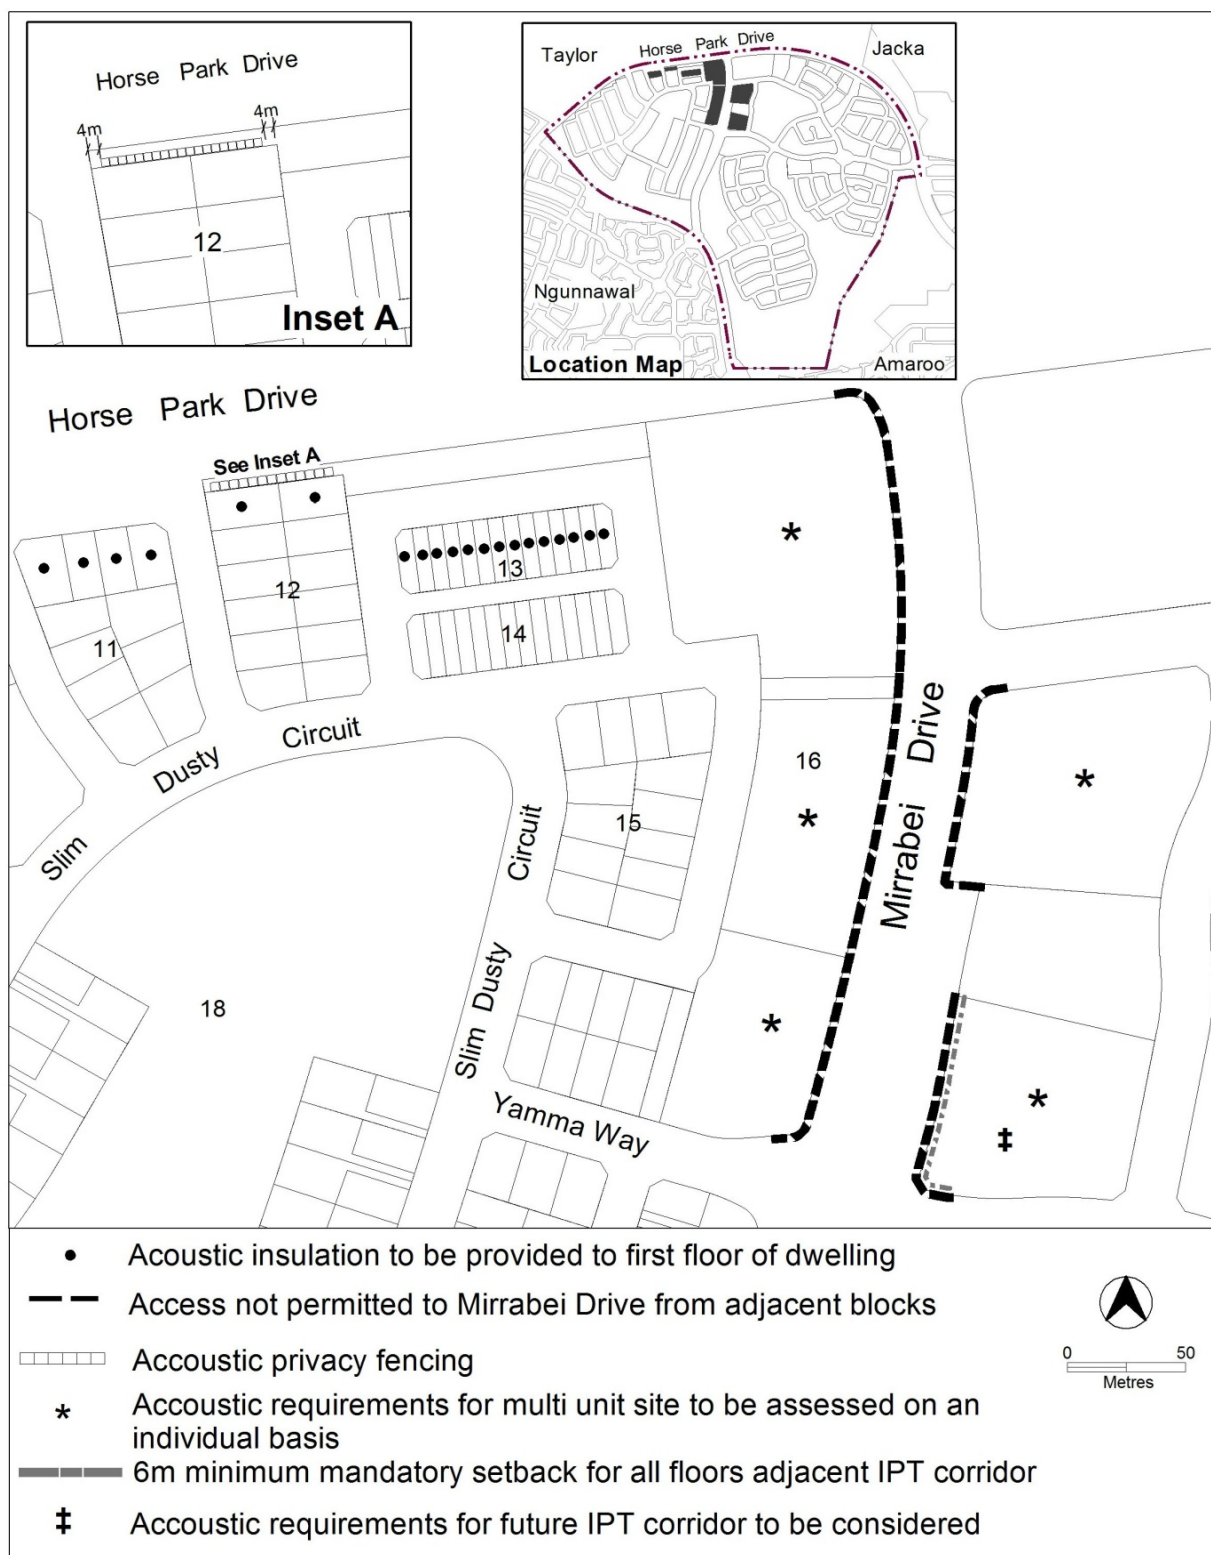 Horse Park Drive
4m
4m
12
Inset A
Taylor
Horse Park Drive
Jacka
Ngunnawal
Location Map
Amaroo
Horse Park Drive
See Inset A
11
12
13
14
15
16
18
Slim Dusty Circuit
Slim Dusty Circuit
Yamma Way
Mirrabei Drive
*
*
*
*
*
‡
Acoustic insulation to be provided to first floor of dwelling
Access not permitted to Mirrabei Drive from adjacent blocks
Accoustic privacy fencing
* Accoustic requirements for multi unit site to be assessed on an
individual basis
6m minimum mandatory setback for all floors adjacent IPT corridor
‡ Accoustic requirements for future IPT corridor to be considered
0 50
Metres